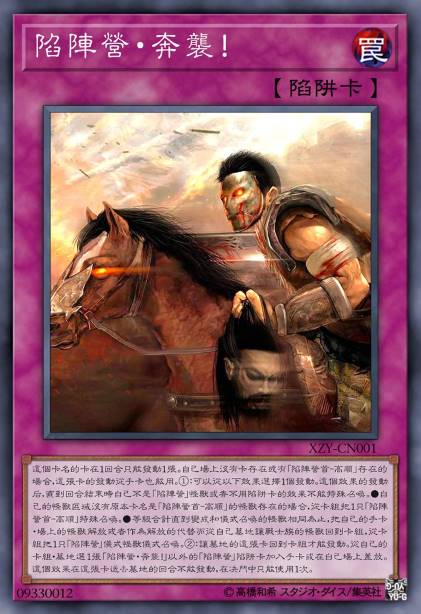 陷陣營·奔襲！
罠
【陷阱卡】
XZY-CN001
這個卡名的卡在1回合只能發動1張。自己場上沒有卡存在或有「陷陣營首-高順」存在的
場合，這張卡的發動從手卡也能用。①：可以從以下效果選擇1個發動。這個效果的發動
後，直到回合結束時自己不是「陷陣營」怪獸或者不用陷阱卡的效果不能特殊召喚。●自
己的怪獸區域沒有原本卡名是「陷陣營首-高順」的怪獸存在的場合，從卡組把1只「陷陣
營首-高順」特殊召喚。●等級合計直到變成和儀式召喚的怪獸相同為止，把自己的手卡
·場上的怪獸解放或者作為解放的代替而從自己墓地讓戰士族的怪獸回到卡組，從卡
組把1只「陷陣營」儀式怪獸儀式召喚。②：讓墓地的這張卡回到卡組才能發動。從自己的
卡組·墓地選1張「陷陣營·奔襲！」以外的「陷陣營」陷阱卡加入手卡或在自己場上蓋放。
這個效果在這張卡送去墓地的回合不能發動，在決鬥中只能使用1次。
09330012
©高橋和希 スタジオ・ダイス/集英社